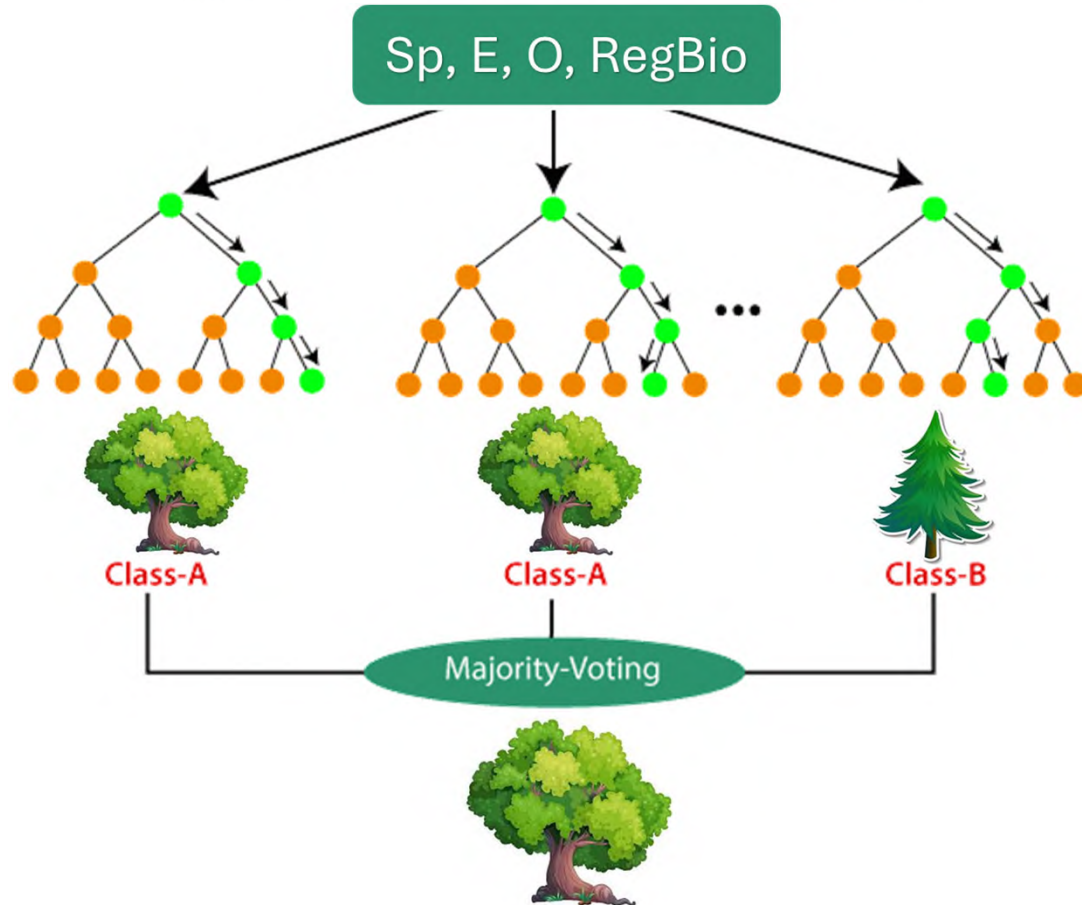 Sp, E, O, RegBio
...
Class-A
Class-A
Class-B
Majority-Voting